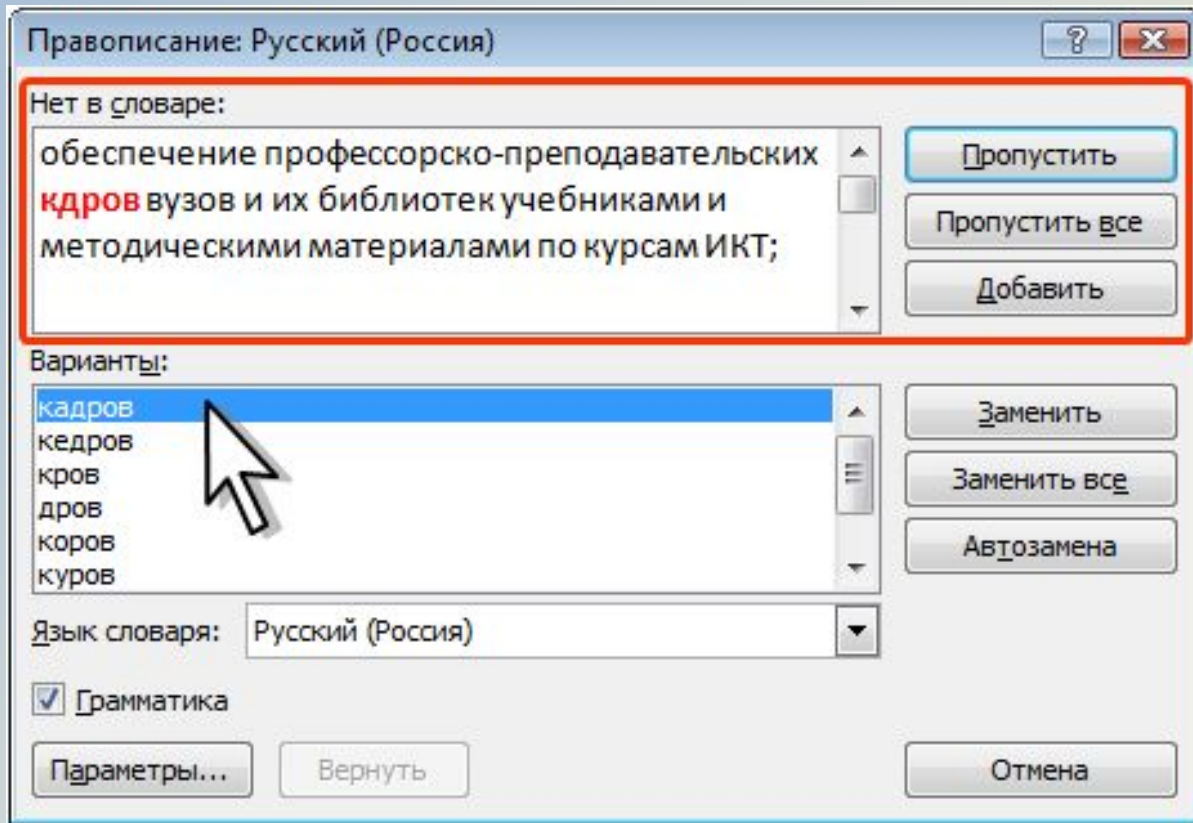 Правописание: Русский (Россия)
Нет в словаре:
обеспечение профессорско-преподавательских
кдров вузов и их библиотек учебниками и
методическими материалами по курсам ИКТ;
Пропустить
Пропустить все
Добавить
Варианты:
кадров
кедров
кров
дров
коров
куров
Заменить
Заменить все
Автозамена
Язык словаря: Русский (Россия)
Грамматика
Параметры... Вернуть Отмена